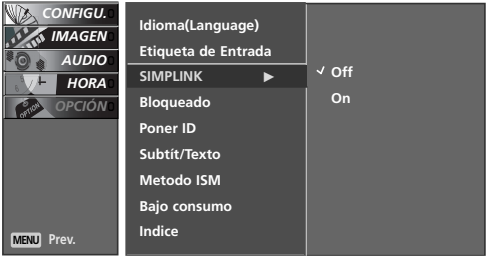 CONFIGU.
IMAGEN
AUDIO
HORA
OPCIÓN
OPTION
MENU Prev.
Idioma(Language)
Etiqueta de Entrada
SIMPLINK ►
Bloqueado
Poner ID
Subtít/Texto
Metodo ISM
Bajo consumo
Indice
✓ Off
On